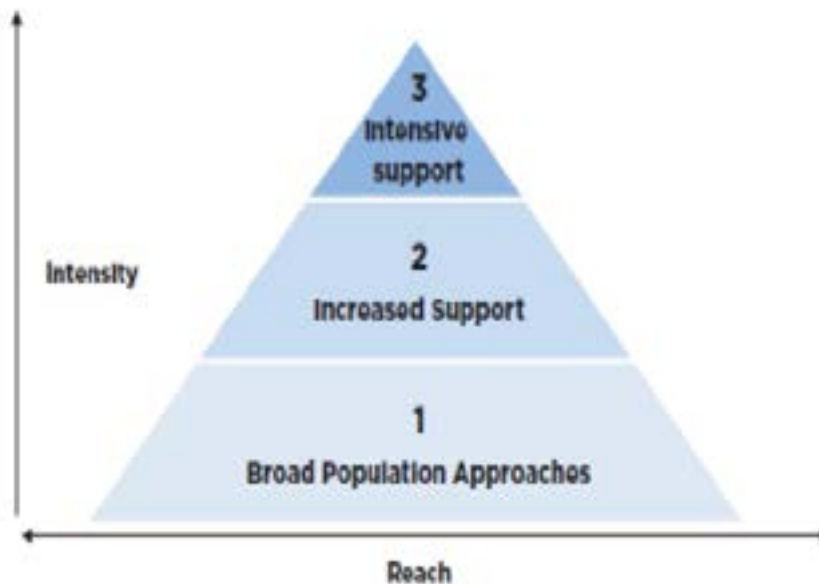 3
Intensive
support
Intensity
2
Increased Support
1
Broad Population Approaches
Reach